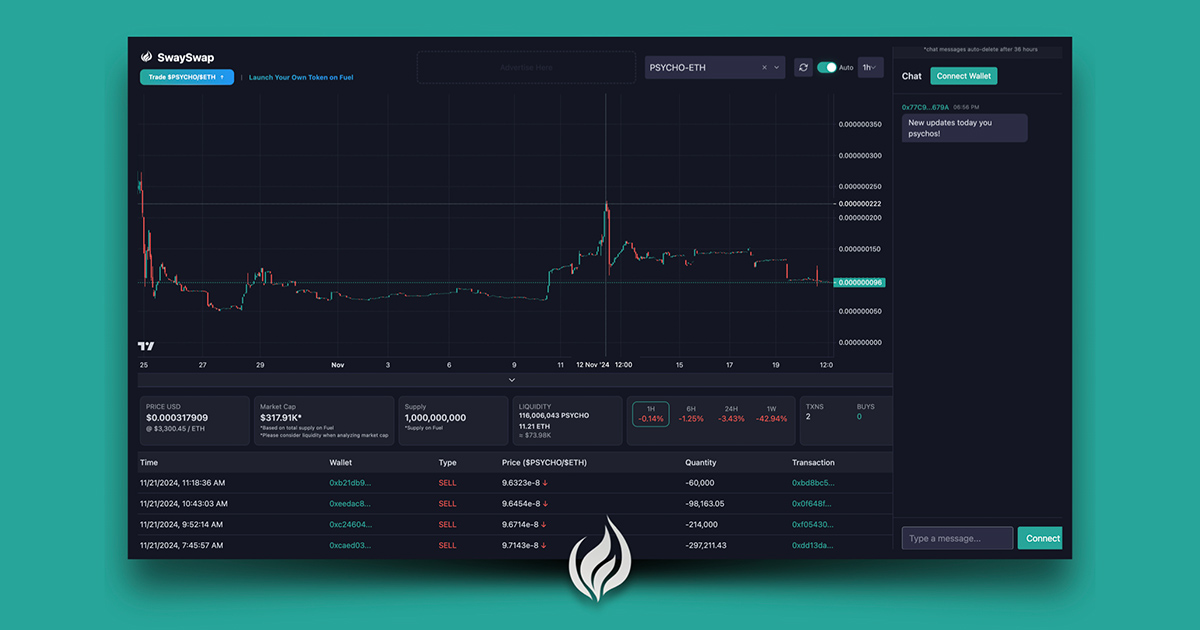 SwaySwap
Trade $PSYCHO/$ETH ↑ | Launch Your Own Token on Fuel
Advertise Here
PSYCHO-ETH
Auto
1h
*chat messages auto-delete after 36 hours
Chat
Connect Wallet
0x77C9...679A 06:56 PM
New updates today you
psychos!
0.000000350
0.000000300
0.000000250
0.000000222
0.000000200
0.000000150
0.000000096
0.000000050
0.000000000
25 27 29 Nov 3 6 9 11 12 Nov '24 12:00 15 17 19 12:0
PRICE USD
$0.000317909
@ $3,300.45 / ETH
Market Cap
$317.91K*
*Based on total supply on Fuel
*Please consider liquidity when analyzing market cap
Supply
1,000,000,000
*Supply on Fuel
LIQUIDITY
116,006,043 PSYCHO
11.21 ETH
≈ $73.98K
1H 6H 24H 1W
-0.14% -1.25% -3.43% -42.94%
TXNS BUYS
2 0
Time Wallet Type Price ($PSYCHO/$ETH) Quantity Transaction
11/21/2024, 11:18:36 AM 0xb21db9... SELL 9.6323e-8 ↓ -60,000 0xbd8bc5...
11/21/2024, 10:43:03 AM 0xeedac8... SELL 9.6454e-8 ↓ -98,163.05 0x0f648f...
11/21/2024, 9:52:14 AM 0xc24604... SELL 9.6714e-8 ↓ -214,000 0xf05430...
11/21/2024, 7:45:57 AM 0xcaed03... SELL 9.7143e-8 ↓ -297,211.43 0xdd13da...
Type a message...
Connect